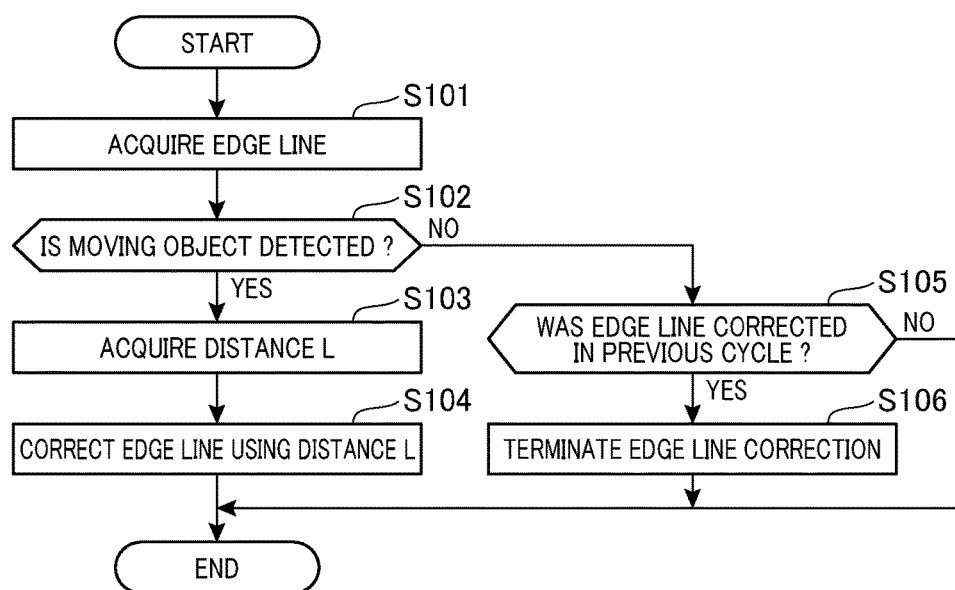 START
S101
ACQUIRE EDGE LINE
S102
IS MOVING OBJECT DETECTED ?
NO
YES
S103
ACQUIRE DISTANCE L
S104
CORRECT EDGE LINE USING DISTANCE L
S105
WAS EDGE LINE CORRECTED
IN PREVIOUS CYCLE ?
NO
YES
S106
TERMINATE EDGE LINE CORRECTION
END